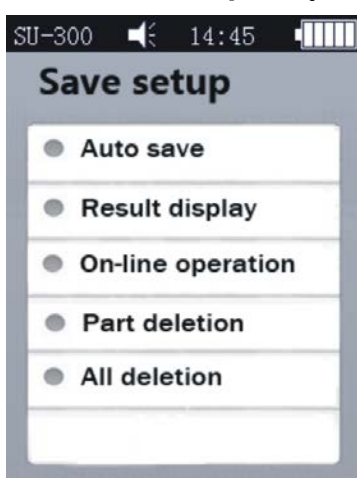 SU-300 14:45
Save setup
Auto save
Result display
On-line operation
Part deletion
All deletion